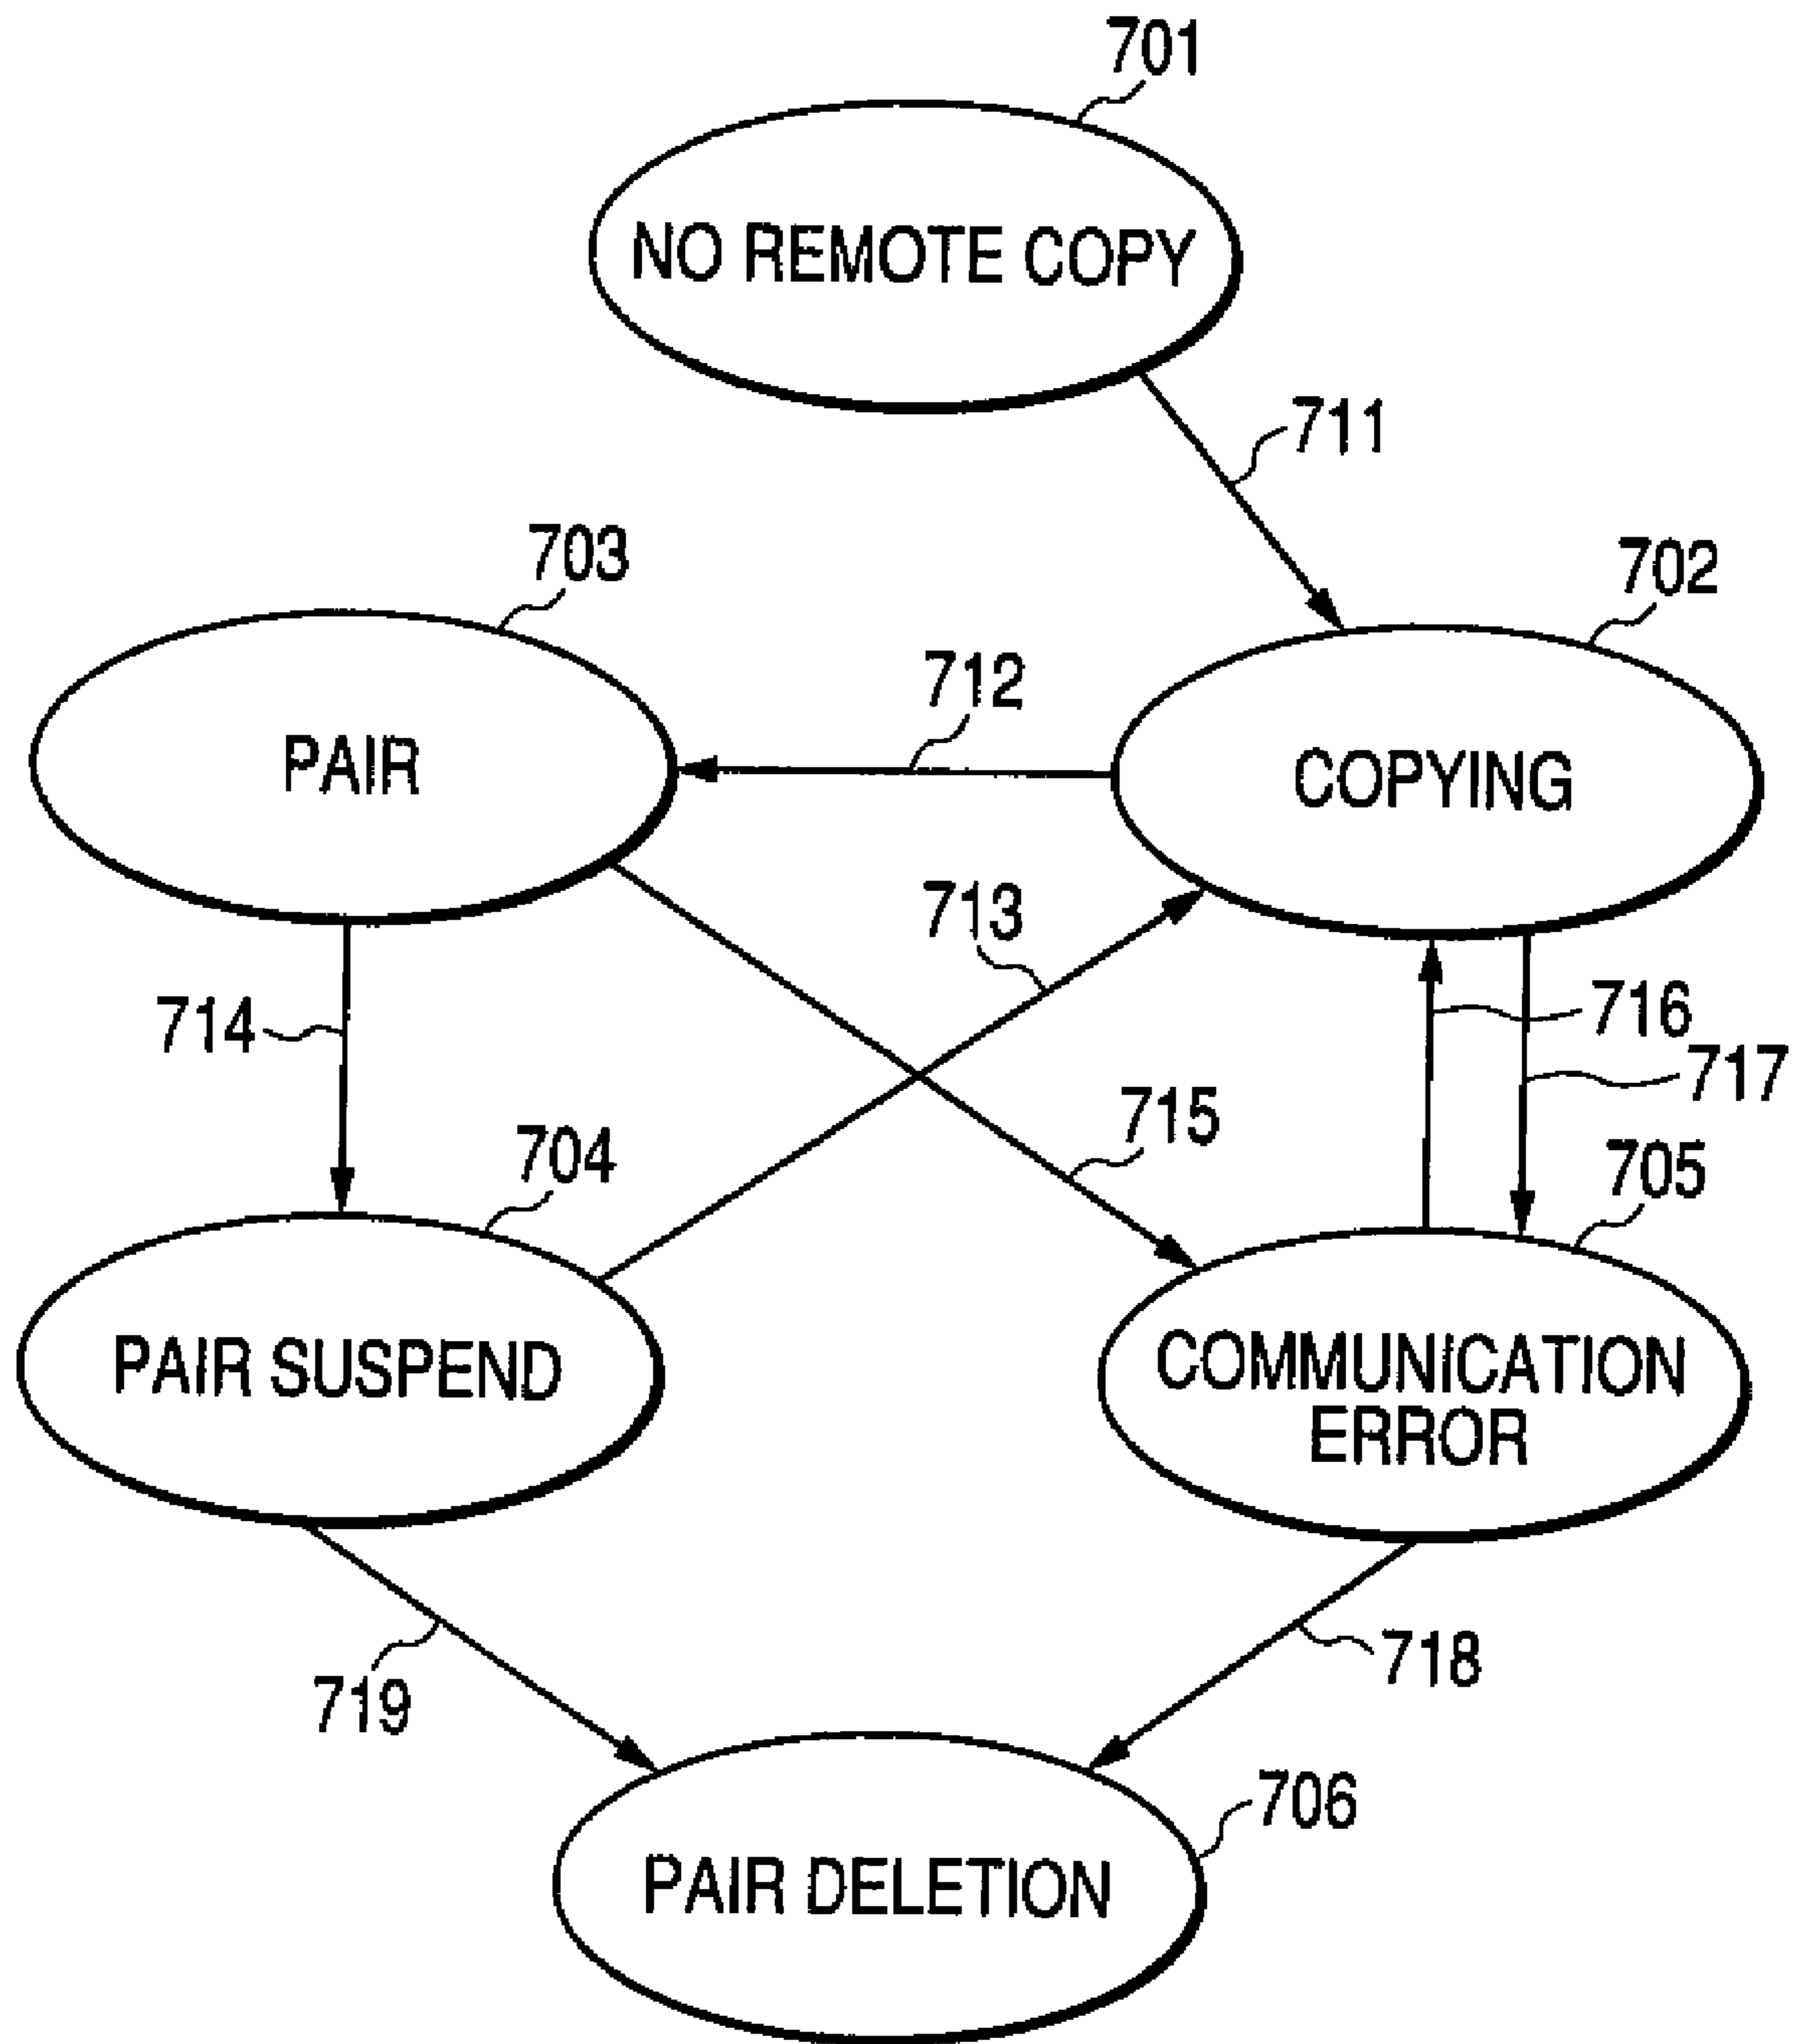 701
NO REMOTE COPY
711
703
702
712
PAIR
COPYING
713
714
716
717
715
704
705
PAIR SUSPEND
COMMUNICATION
ERROR
719
718
706
PAIR DELETION